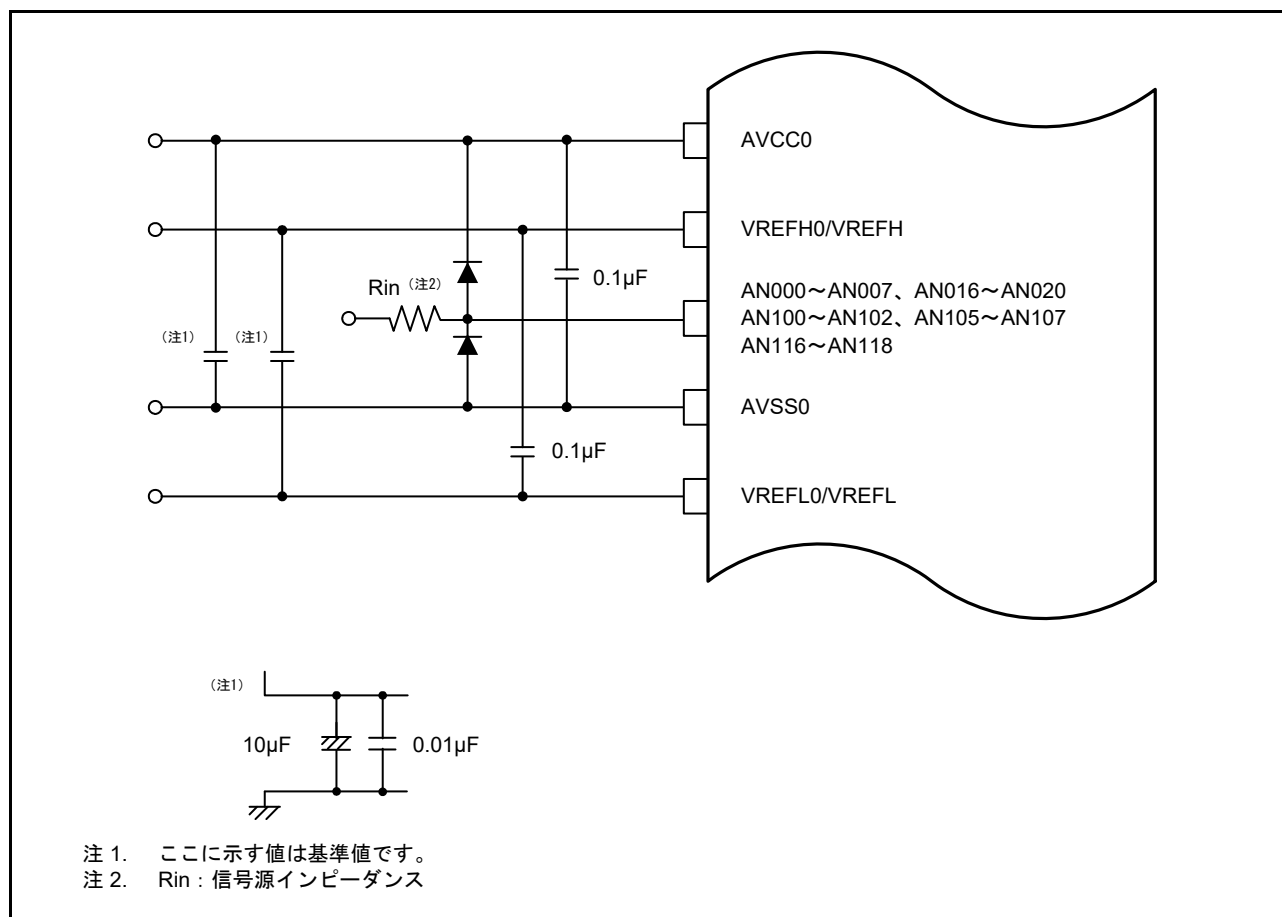 AVCC0
VREFH0/VREFH
Rin（注2）
0.1µF
AN000～AN007、AN016～AN020
AN100～AN102、AN105～AN107
AN116～AN118
（注1）
（注1）
AVSS0
0.1µF
VREFL0/VREFL
（注1）
10µF
0.01µF
注 1. ここに示す値は基準値です。
注 2. Rin：信号源インピーダンス